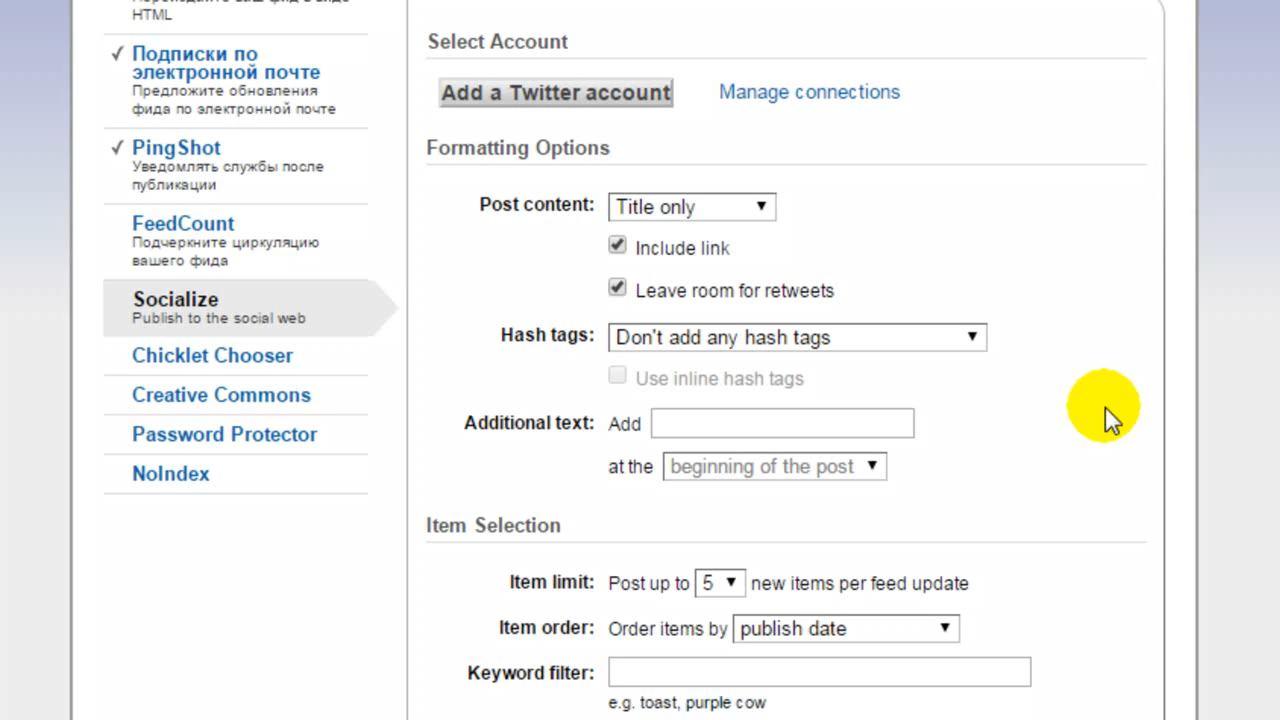 HTML
Подписки по
электронной почте
Предложите обновления
фида по электронной почте
PingShot
Уведомлять службы после
публикации
FeedCount
Подчеркните циркуляцию
вашего фида
Socialize
Publish to the social web
Chicklet Chooser
Creative Commons
Password Protector
NoIndex
Select Account
Add a Twitter account Manage connections
Formatting Options
Post content: Title only
Include link
Leave room for retweets
Hash tags: Don't add any hash tags
Use inline hash tags
Additional text: Add
at the beginning of the post
Item Selection
Item limit: Post up to 5 new items per feed update
Item order: Order items by publish date
Keyword filter:
e.g. toast, purple cow